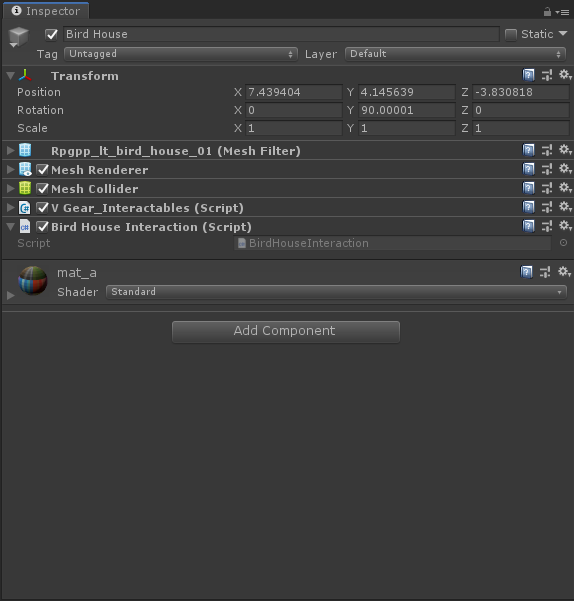 Inspector
Bird House Static
Tag Untagged Layer Default
Transform
Position X 7.439404 Y 4.145639 Z -3.830818
Rotation X 0 Y 90.00001 Z 0
Scale X 1 Y 1 Z 1
Rpgpp_lt_bird_house_01 (Mesh Filter)
Mesh Renderer
Mesh Collider
V Gear_Interactables (Script)
Bird House Interaction (Script)
Script BirdHouseInteraction
mat_a
Shader Standard
Add Component